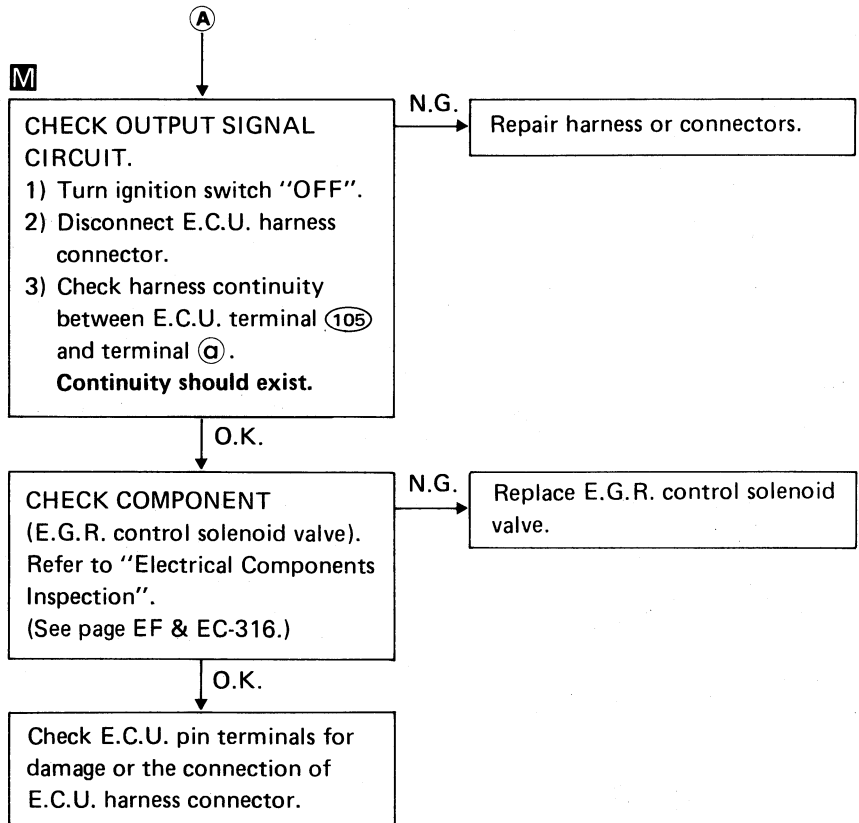 A
M
CHECK OUTPUT SIGNAL
CIRCUIT.
1) Turn ignition switch "OFF".
2) Disconnect E.C.U. harness
connector.
3) Check harness continuity
between E.C.U. terminal 105
and terminal a.
Continuity should exist.
N.G.
Repair harness or connectors.
O.K.
CHECK COMPONENT
(E.G.R. control solenoid valve).
Refer to "Electrical Components
Inspection".
(See page EF & EC-316.)
N.G.
Replace E.G.R. control solenoid
valve.
O.K.
Check E.C.U. pin terminals for
damage or the connection of
E.C.U. harness connector.